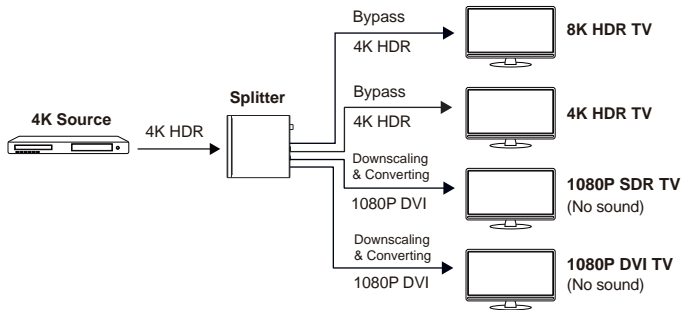 4K Source
4K HDR
Splitter
Bypass
4K HDR
8K HDR TV
Bypass
4K HDR
4K HDR TV
Downscaling
& Converting
1080P DVI
1080P SDR TV
(No sound)
Downscaling
& Converting
1080P DVI
1080P DVI TV
(No sound)